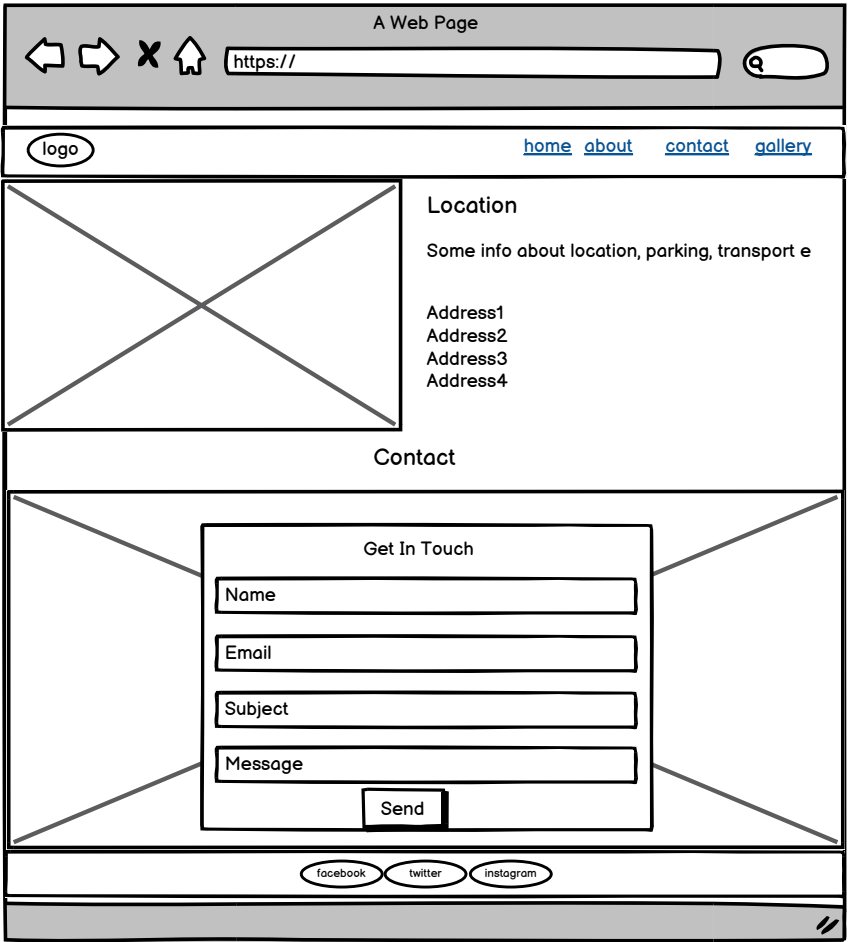 A Web Page
https://
logo
home about contact gallery
Location
Some info about location, parking, transport e
Address1
Address2
Address3
Address4
Contact
Get In Touch
Name
Email
Subject
Message
Send
facebook twitter instagram